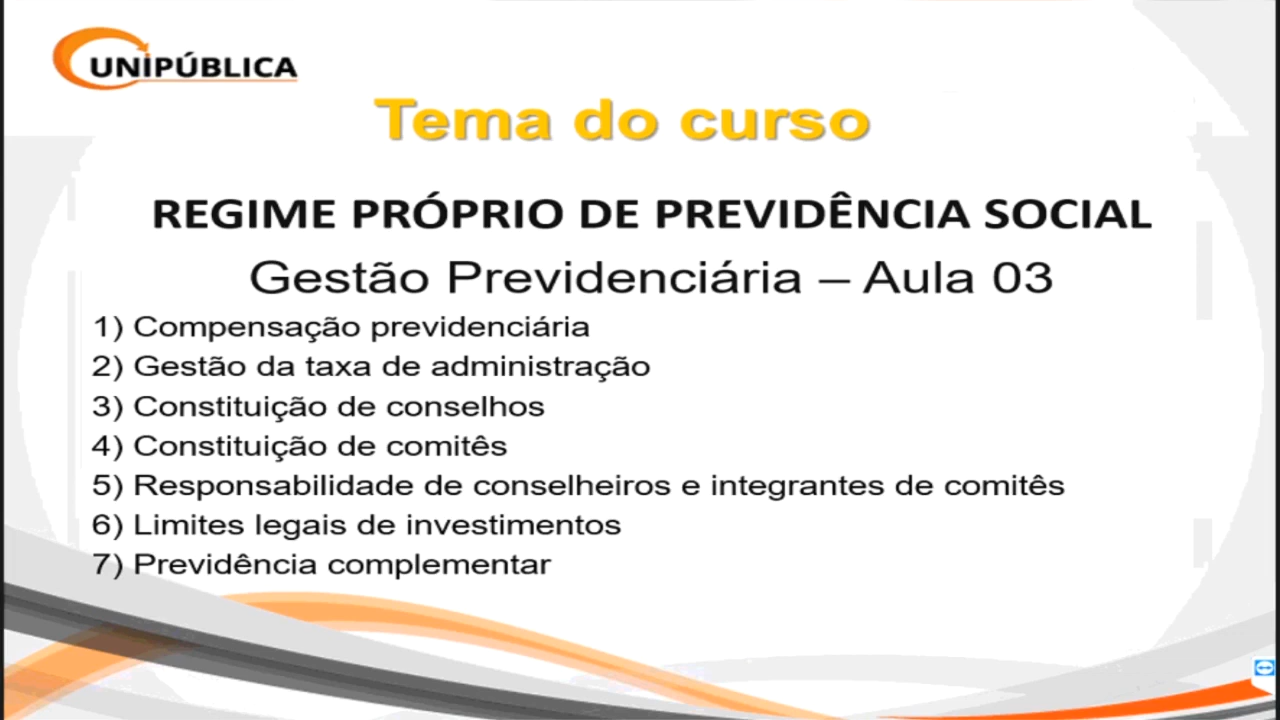 UNIPÚBLICA
Tema do curso
REGIME PRÓPRIO DE PREVIDÊNCIA SOCIAL
Gestão Previdenciária – Aula 03
1) Compensação previdenciária
2) Gestão da taxa de administração
3) Constituição de conselhos
4) Constituição de comitês
5) Responsabilidade de conselheiros e integrantes de comitês
6) Limites legais de investimentos
7) Previdência complementar